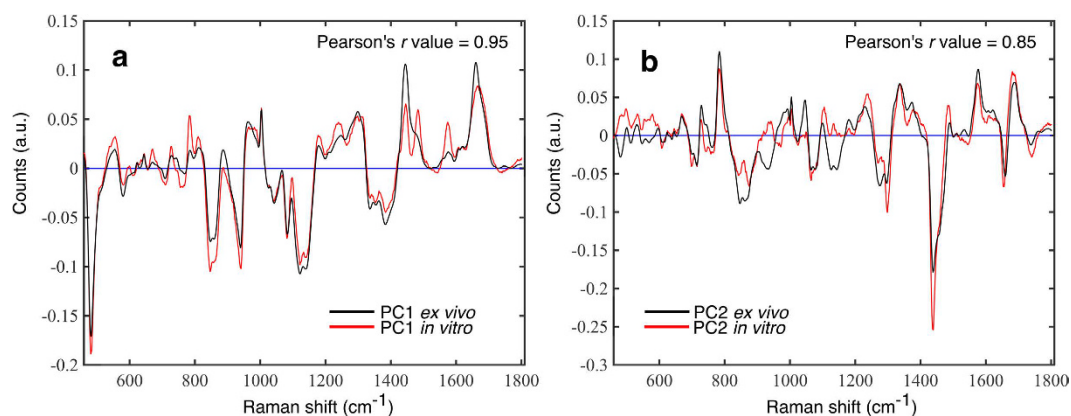 a
Pearson's r value = 0.95
0.15
0.1
0.05
0
-0.05
-0.1
-0.15
-0.2
Counts (a.u.)
PC1 ex vivo
PC1 in vitro
600 800 1000 1200 1400 1600 1800
Raman shift (cm-1)
b
Pearson's r value = 0.85
0.15
0.1
0.05
0
-0.05
-0.1
-0.15
-0.2
-0.25
-0.3
Counts (a.u.)
PC2 ex vivo
PC2 in vitro
600 800 1000 1200 1400 1600 1800
Raman shift (cm-1)